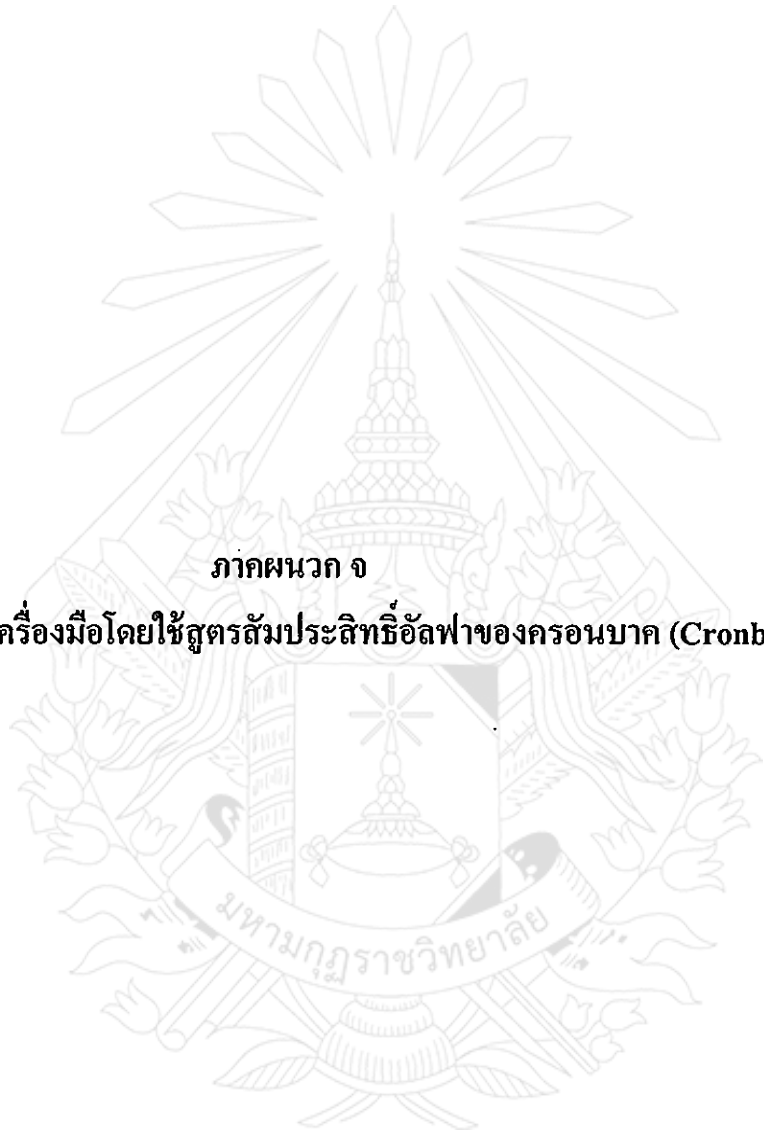 ภาคผนวก จ
ครื่องมือโดยใช้สูตรสัมประสิทธิ์อัลฟาของครอนบาค (Cronb
มหามกุฏราชวิทยาลัย